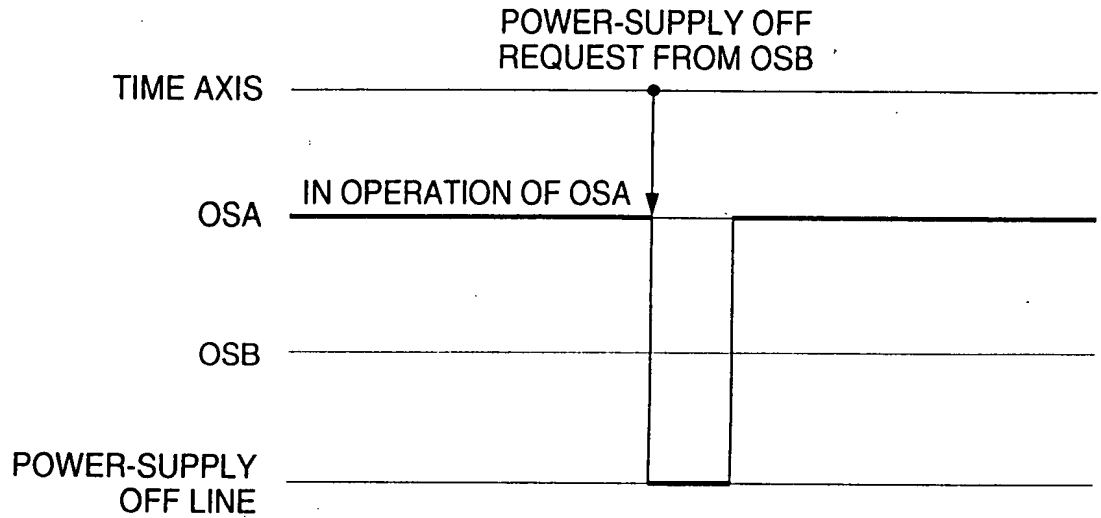 POWER-SUPPLY OFF
REQUEST FROM OSB
TIME AXIS
IN OPERATION OF OSA
OSA
OSB
POWER-SUPPLY
OFF LINE